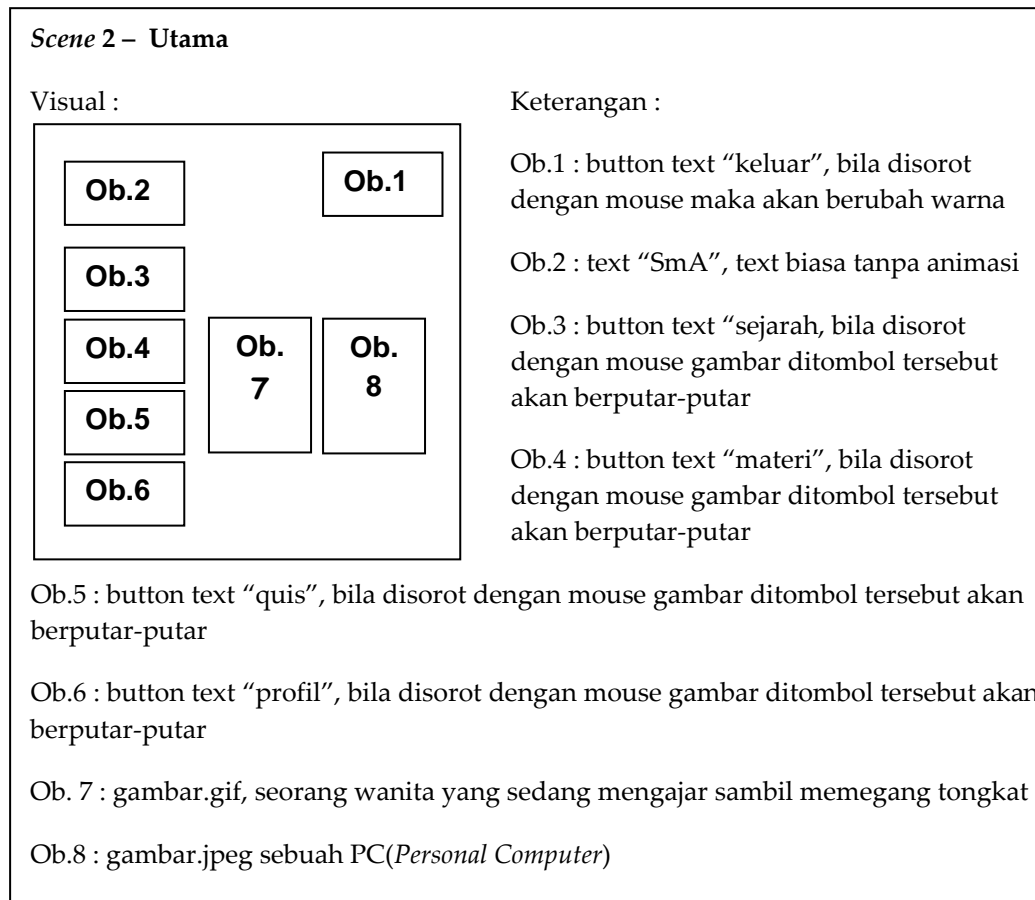 Scene 2 – Utama
Visual :
Ob.2
Ob.1
Ob.3
Ob.4
Ob.5
Ob.6
Ob.
7
Ob.
8
Keterangan :
Ob.1 : button text “keluar”, bila disorot
dengan mouse maka akan berubah warna
Ob.2 : text “SmA”, text biasa tanpa animasi
Ob.3 : button text “sejarah, bila disorot
dengan mouse gambar ditombol tersebut
akan berputar-putar
Ob.4 : button text “materi”, bila disorot
dengan mouse gambar ditombol tersebut
akan berputar-putar
Ob.5 : button text “quis”, bila disorot dengan mouse gambar ditombol tersebut akan
berputar-putar
Ob.6 : button text “profil”, bila disorot dengan mouse gambar ditombol tersebut akan
berputar-putar
Ob. 7 : gambar.gif, seorang wanita yang sedang mengajar sambil memegang tongkat
Ob.8 : gambar.jpeg sebuah PC(Personal Computer)